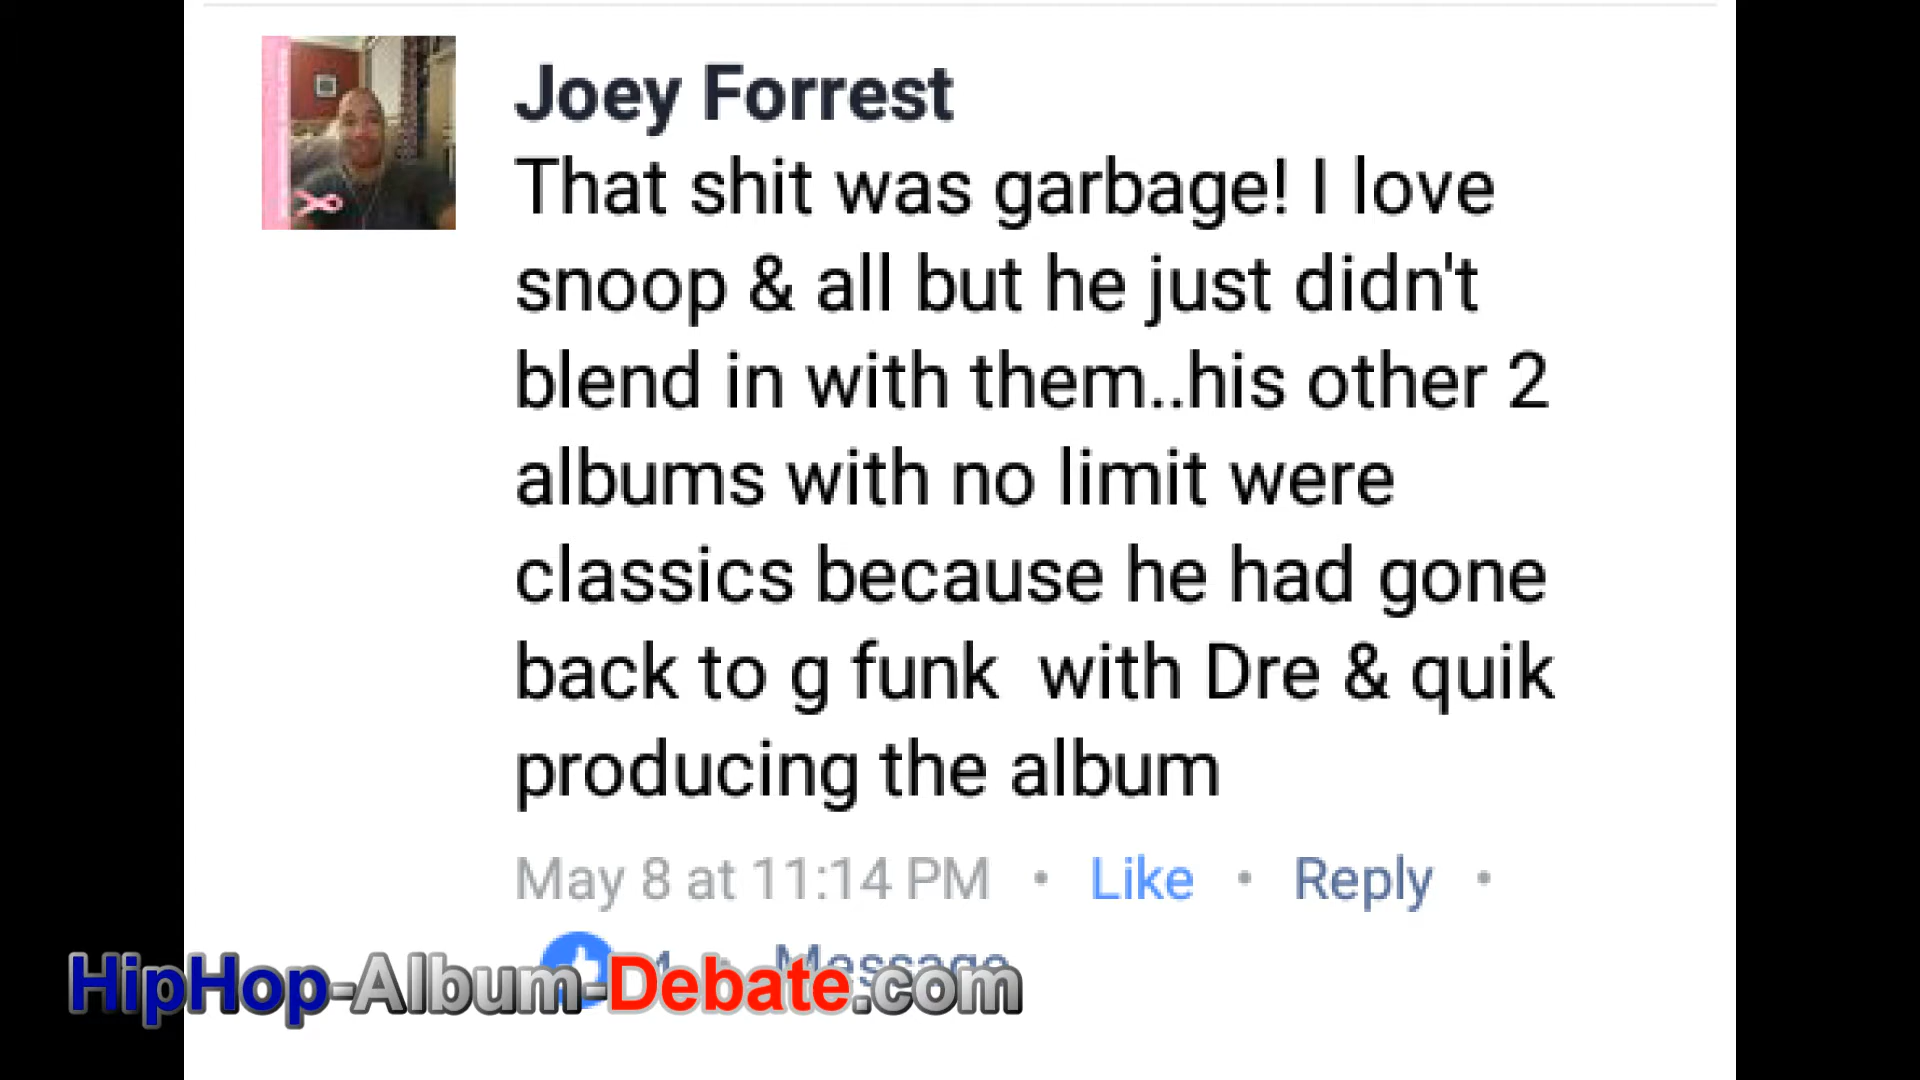 Joey Forrest
That shit was garbage! I love
snoop & all but he just didn't
blend in with them..his other 2
albums with no limit were
classics because he had gone
back to g funk  with Dre & quik
producing the album
May 8 at 11:14 PM • Like • Reply •
Message
HipHop-Album-Debate.com